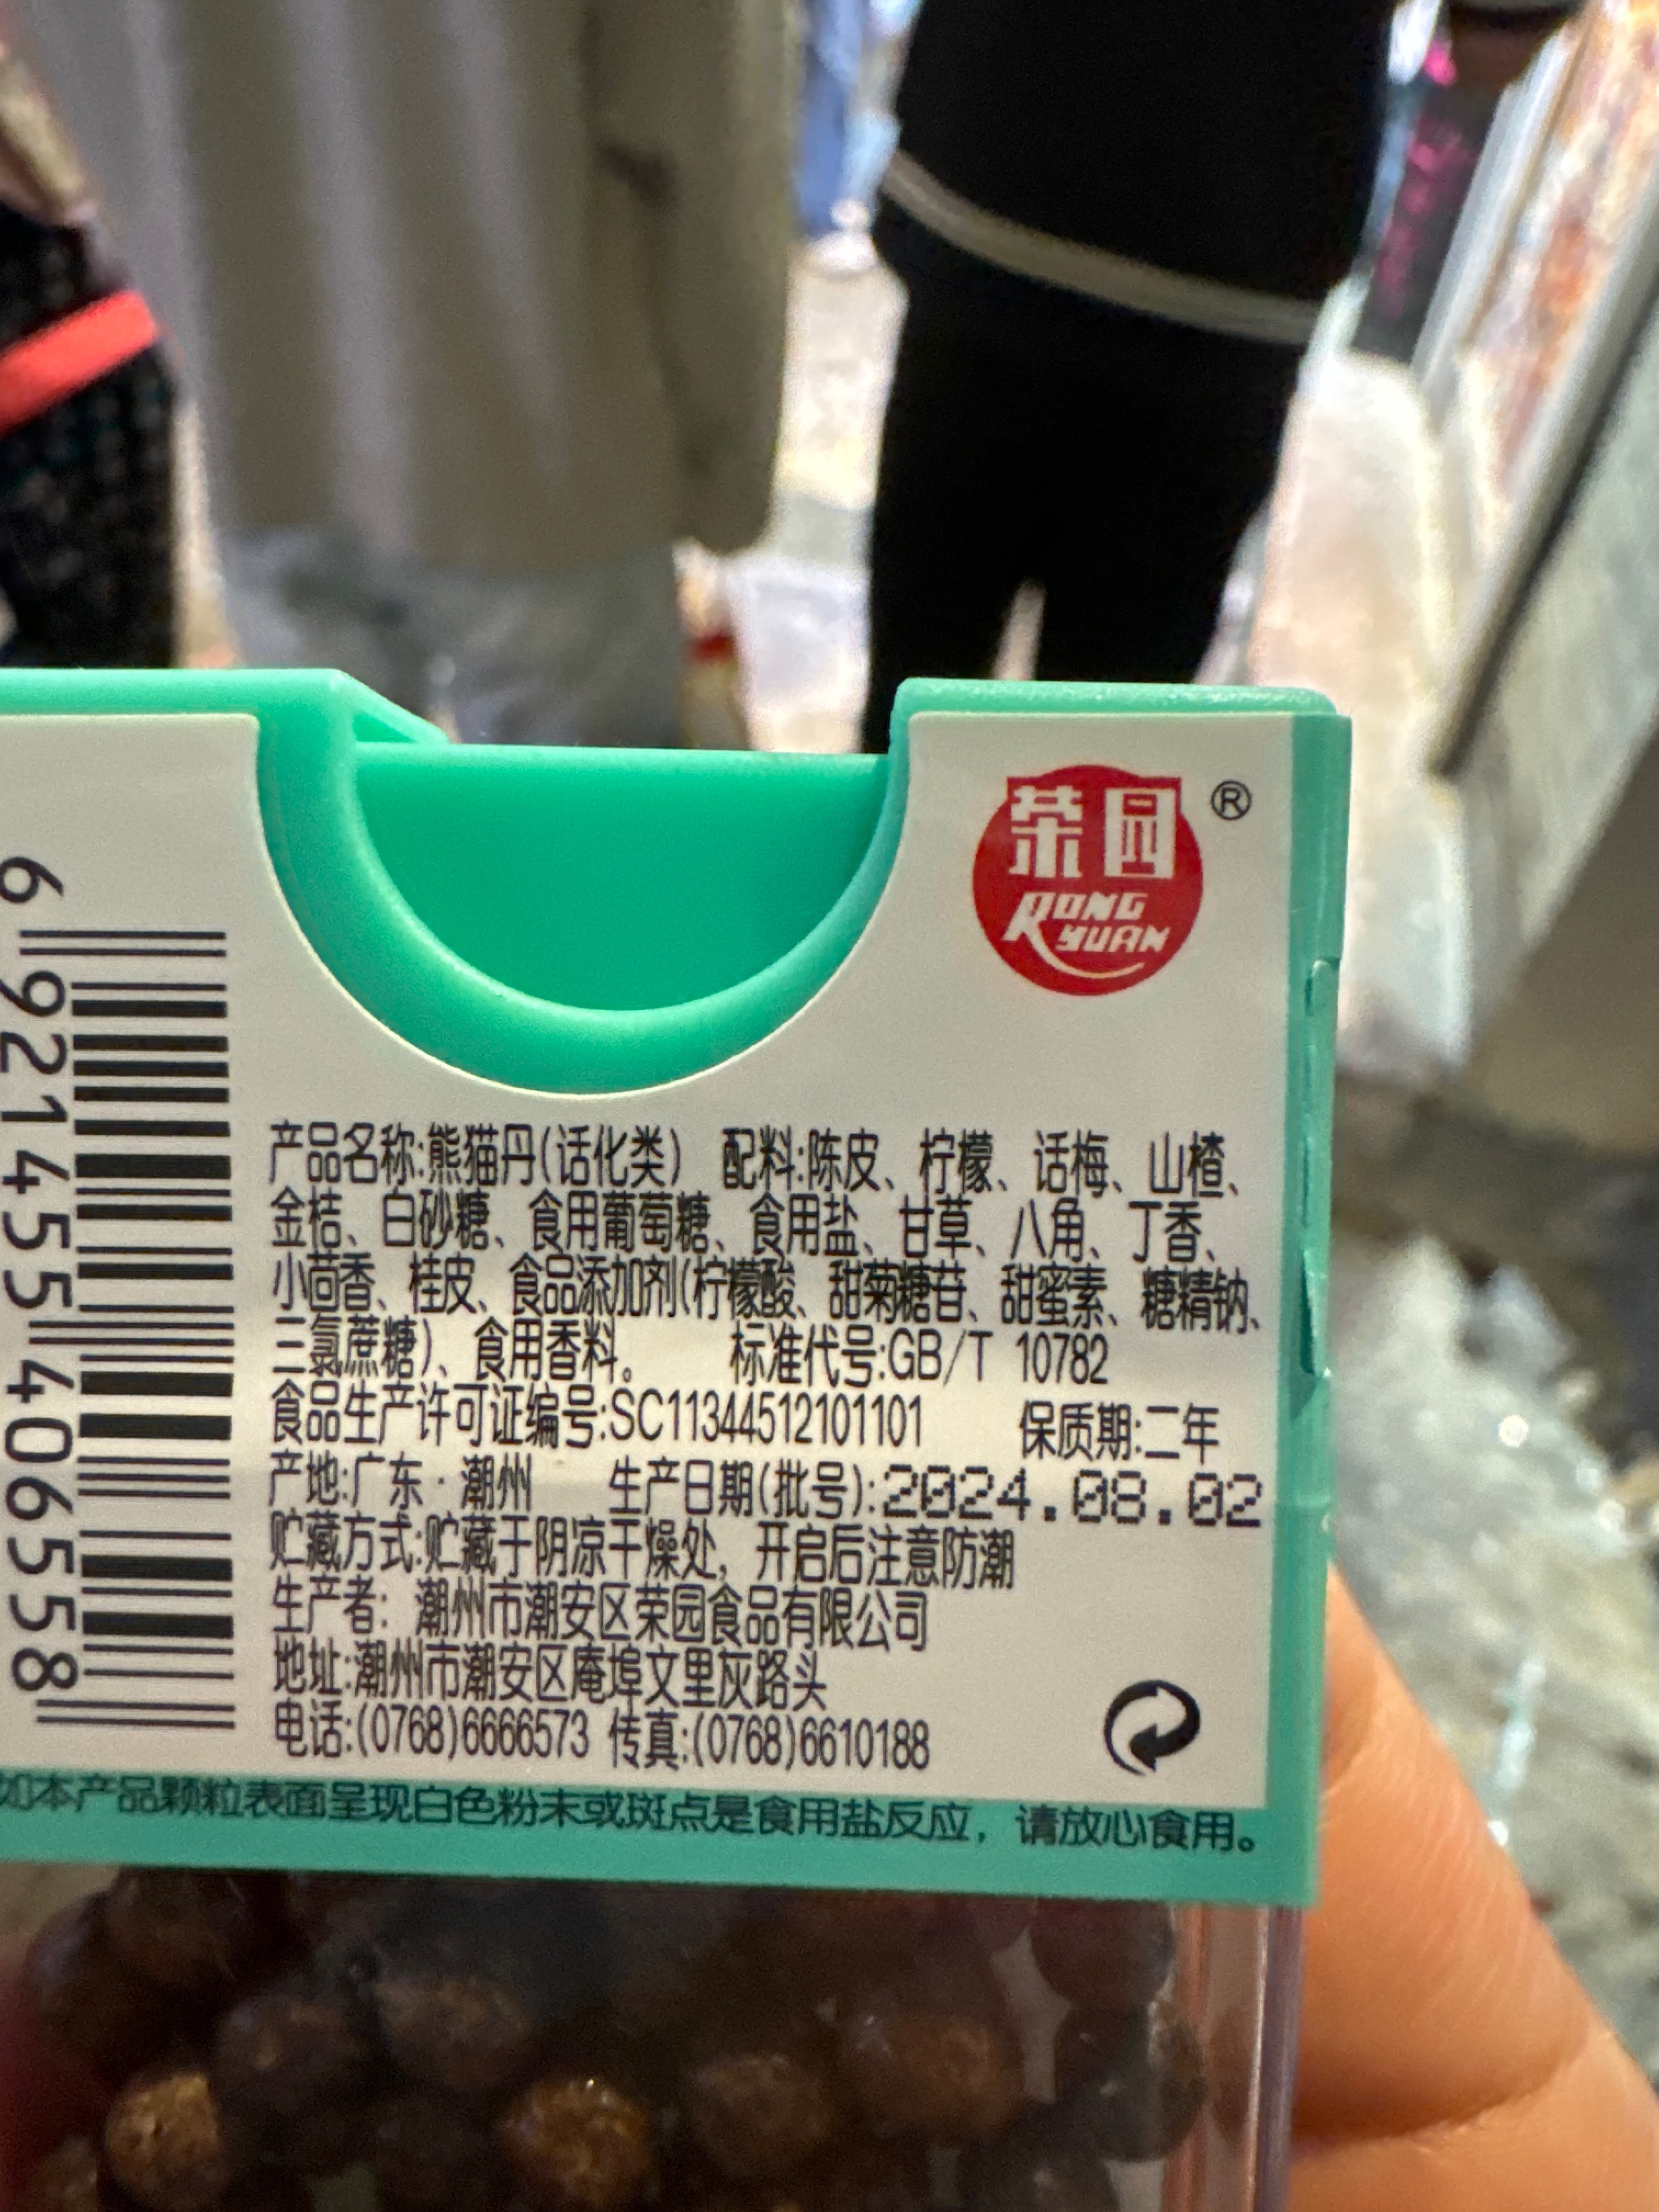 荣园
®
RONG
YUAN
6 921455 406558
产品名称:熊猫丹(话化类) 配料:陈皮、柠檬、话梅、山楂、
金桔、白砂糖、食用葡萄糖、食用盐、甘草、八角、丁香、
小茴香、桂皮、食品添加剂(柠檬酸、甜菊糖苷、甜蜜素、糖精钠、
三氯蔗糖)、食用香料。 标准代号:GB/T 10782
食品生产许可证编号:SC11344512101101 保质期:二年
产地:广东·潮州 生产日期(批号):2024.08.02
贮藏方式:贮藏于阴凉干燥处, 开启后注意防潮
生产者: 潮州市潮安区荣园食品有限公司
地址:潮州市潮安区庵埠文里灰路头
电话:(0768)6666573 传真:(0768)6610188
如本产品颗粒表面呈现白色粉末或斑点是食用盐反应，请放心食用。